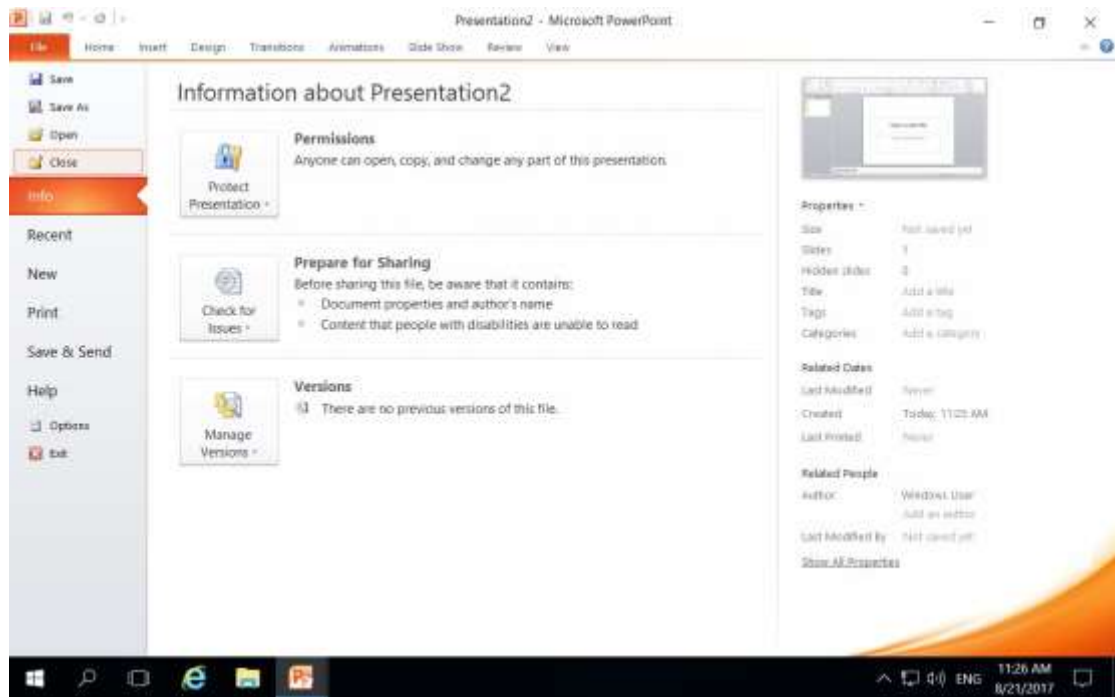 Presentation2 - Microsoft PowerPoint
File Home Insert Design Transitions Animations Slide Show Review View
Save
Save As
Open
Close
Info
Recent
New
Print
Save & Send
Help
Options
Exit
Information about Presentation2
Protect
Presentation
Permissions
Anyone can open, copy, and change any part of this presentation.
Check for
Issues
Prepare for Sharing
Before sharing this file, be aware that it contains:
Document properties and author's name
Content that people with disabilities are unable to read
Manage
Versions
Versions
There are no previous versions of this file.
Properties
Size Not saved yet
Slides 1
Hidden slides 0
Title Add a title
Tags Add a tag
Categories Add a category
Related Dates
Last Modified Never
Created Today, 11:25 AM
Last Printed Never
Related People
Author Windows User
Add an author
Last Modified By Not saved yet
Show All Properties
ENG
11:26 AM
8/21/2017